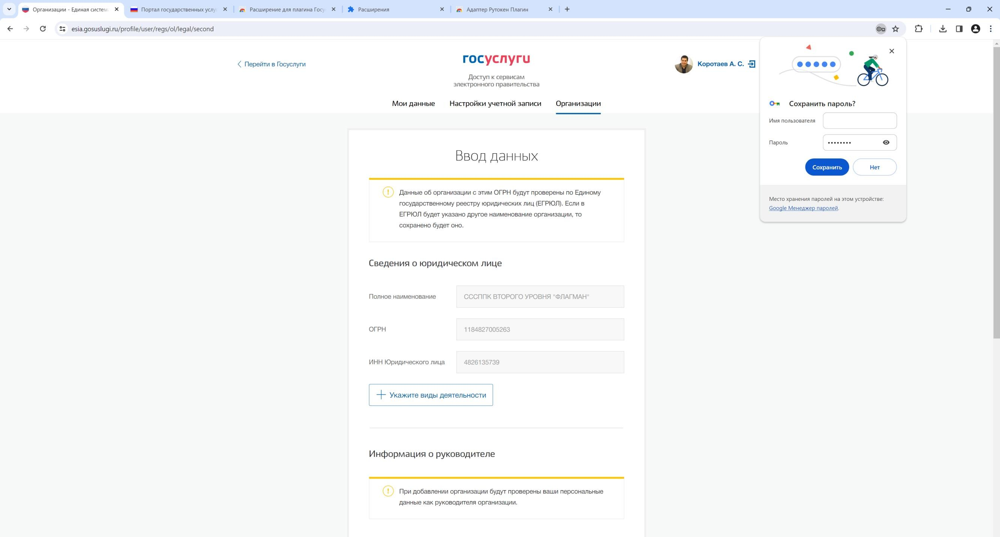 Организации - Единая систем
Портал государственных услу
Расширение для плагина Госу
Расширения
Адаптер Рутокен Плагин
esia.gosuslugi.ru/profile/user/regs/ol/legal/second
Перейти в Госуслуги
госуслуги
Доступ к сервисам
электронного правительства
Коротаев А. С.
Мои данные
Настройки учетной записи
Организации
Сохранить пароль?
Имя пользователя
Пароль
Сохранить
Нет
Место хранения паролей на этом устройстве:
Google Менеджер паролей.
Ввод данных
Данные об организации с этим ОГРН будут проверены по Единому
государственному реестру юридических лиц (ЕГРЮЛ). Если в
ЕГРЮЛ будет указано другое наименование организации, то
сохранено будет оно.
Сведения о юридическом лице
Полное наименование
СССППК ВТОРОГО УРОВНЯ "ФЛАГМАН"
ОГРН
1184827005263
ИНН Юридического лица
4826135739
Укажите виды деятельности
Информация о руководителе
При добавлении организации будут проверены ваши персональные
данные как руководителя организации.